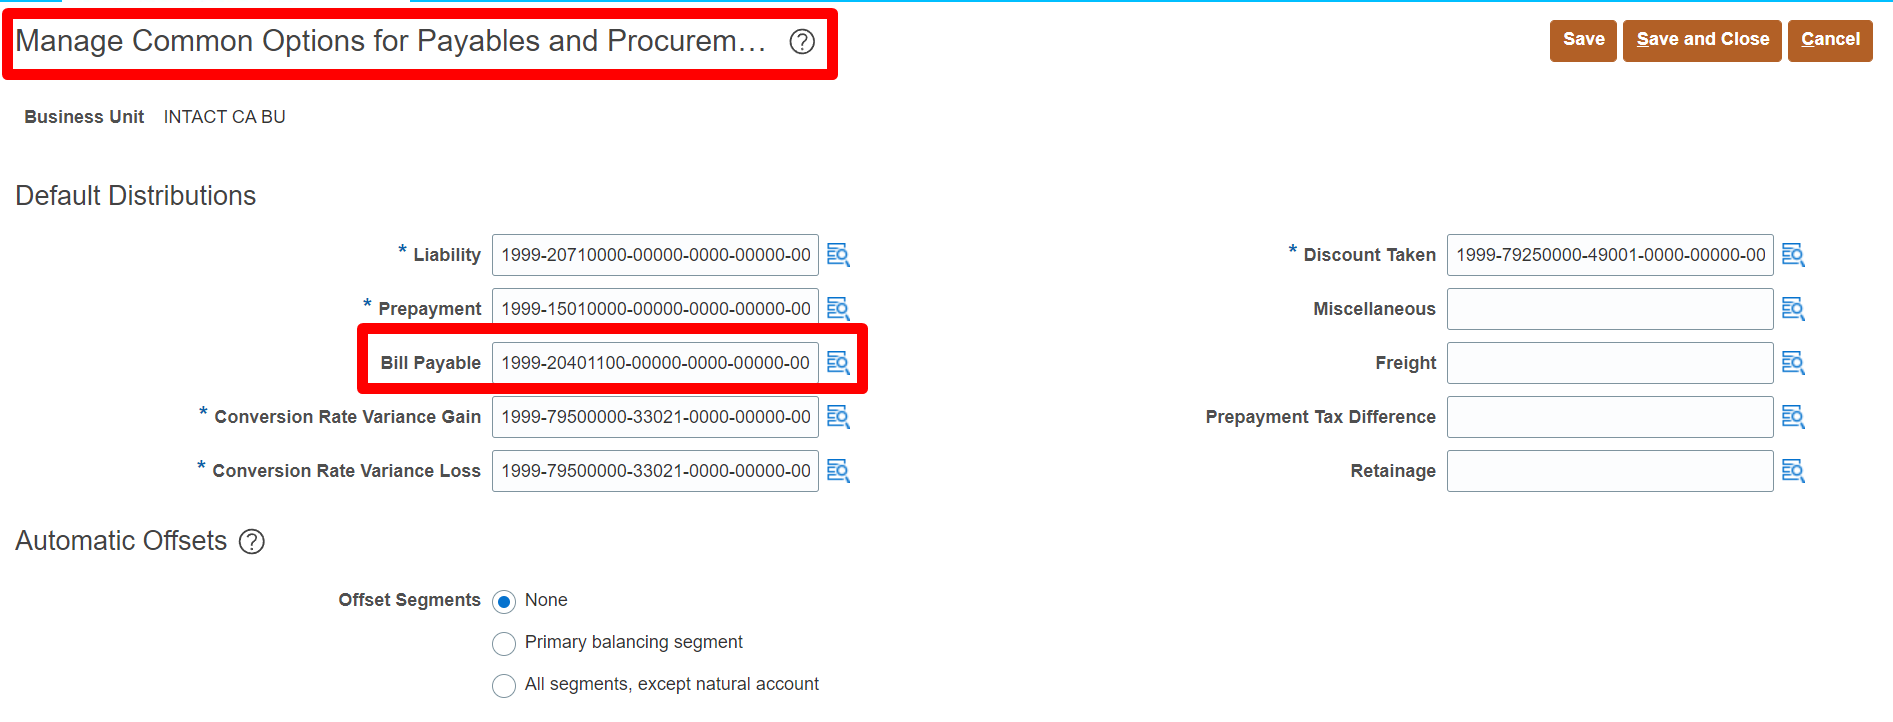 Manage Common Options for Payables and Procurem... ?
Save Save and Close Cancel
Business Unit INTACT CA BU
Default Distributions
* Liability 1999-20710000-00000-0000-00000-00
* Discount Taken 1999-79250000-49001-0000-00000-00
* Prepayment 1999-15010000-00000-0000-00000-00
Miscellaneous
Bill Payable 1999-20401100-00000-0000-00000-00
Freight
* Conversion Rate Variance Gain 1999-79500000-33021-0000-00000-00
Prepayment Tax Difference
* Conversion Rate Variance Loss 1999-79500000-33021-0000-00000-00
Retainage
Automatic Offsets ?
Offset Segments None
Primary balancing segment
All segments, except natural account